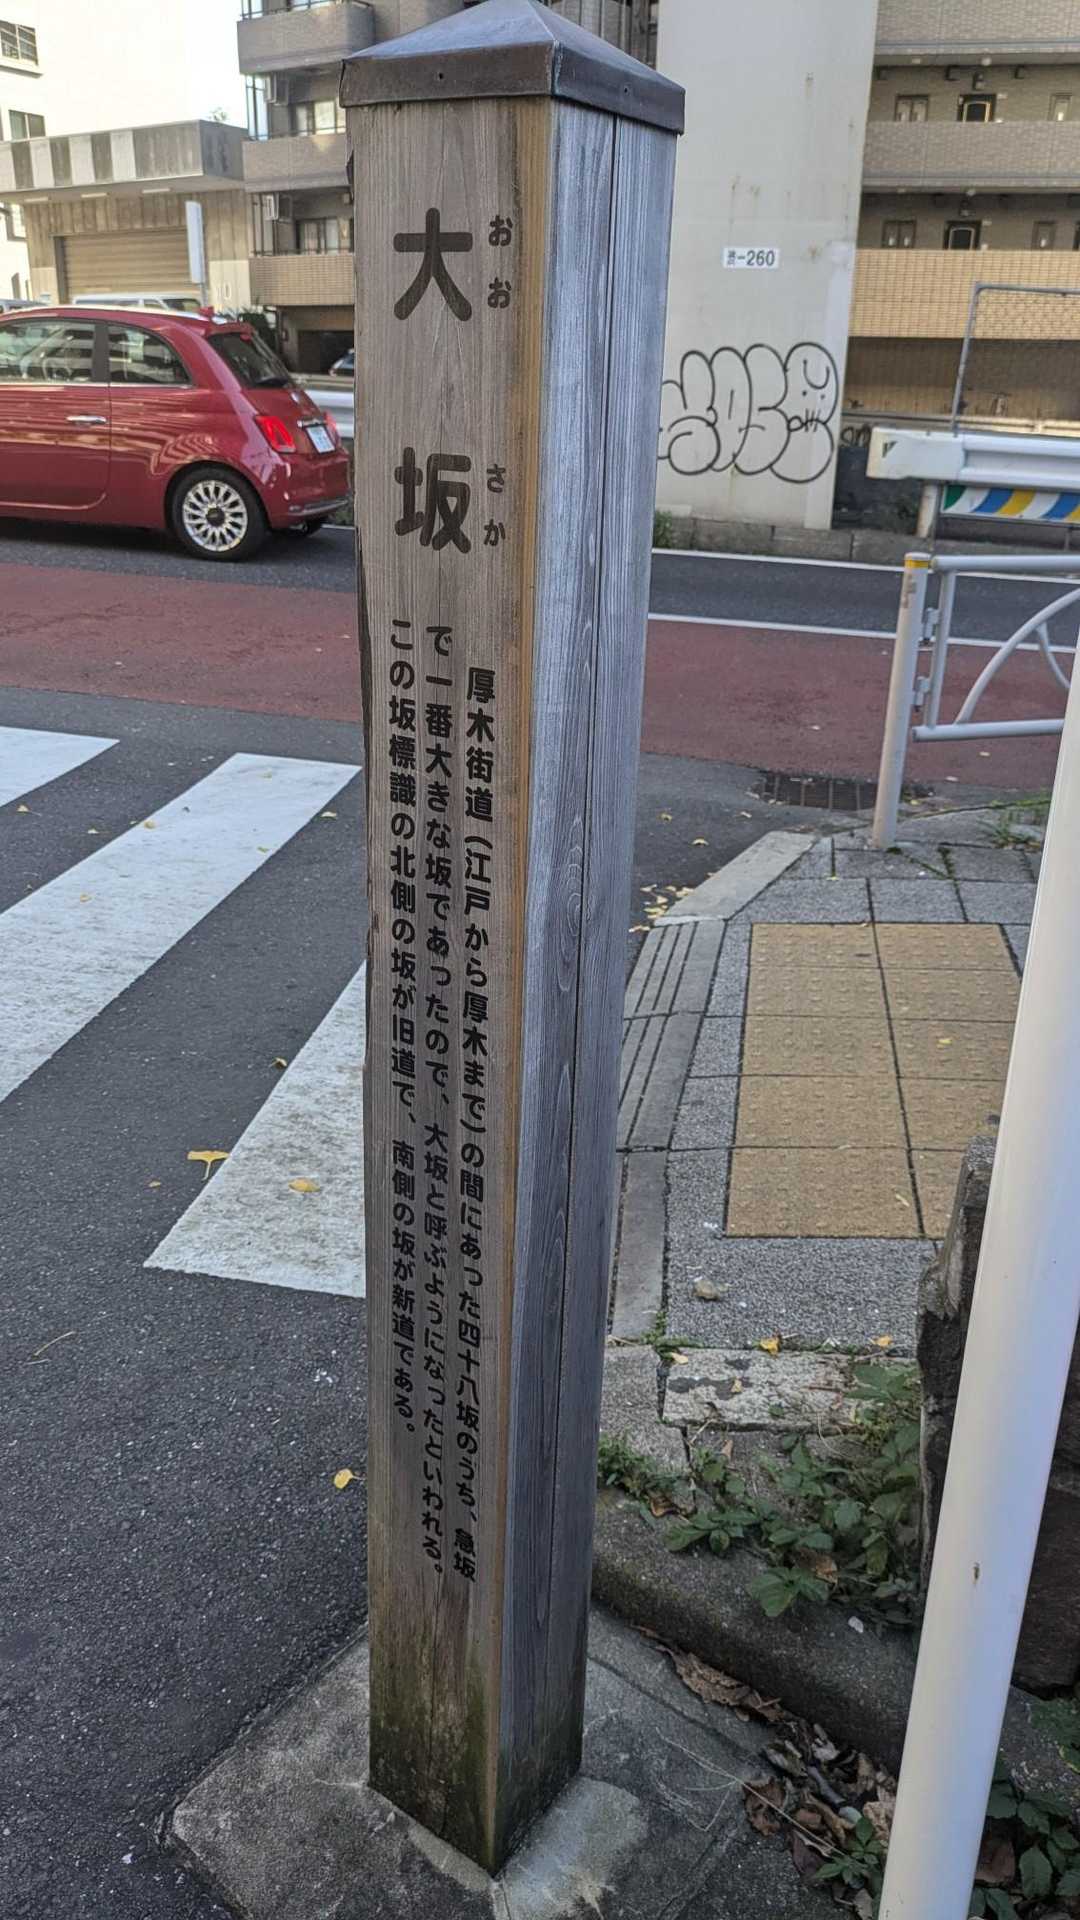 大坂
おおさか
厚木街道(江戸から厚木まで)の間にあった四十八坂のうち、急坂
で一番大きな坂であったので、大坂と呼ぶようになったといわれる。
この坂標識の北側の坂が旧道で、南側の坂が新道である。
渋-260